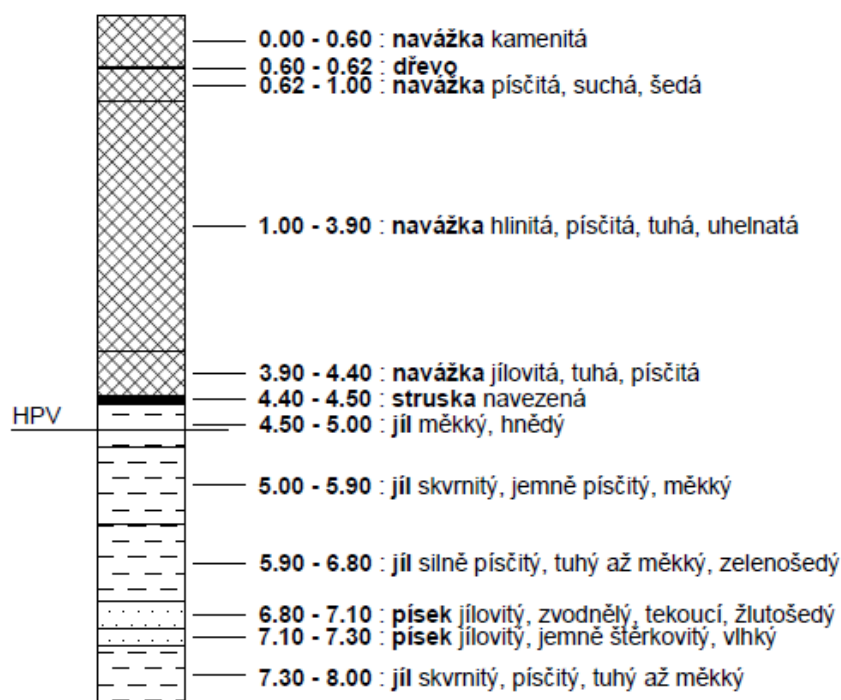 0.00 - 0.60 : navážka kamenitá
0.60 - 0.62 : dřevo
0.62 - 1.00 : navážka písčitá, suchá, šedá
1.00 - 3.90 : navážka hlinitá, písčitá, tuhá, uhelnatá
3.90 - 4.40 : navážka jílovitá, tuhá, písčitá
4.40 - 4.50 : struska navezená
HPV
4.50 - 5.00 : jíl měkký, hnědý
5.00 - 5.90 : jíl skvrnitý, jemně písčitý, měkký
5.90 - 6.80 : jíl silně písčitý, tuhý až měkký, zelenošedý
6.80 - 7.10 : písek jílovitý, zvodnělý, tekoucí, žlutošedý
7.10 - 7.30 : písek jílovitý, jemně štěrkovitý, vlhký
7.30 - 8.00 : jíl skvrnitý, písčitý, tuhý až měkký